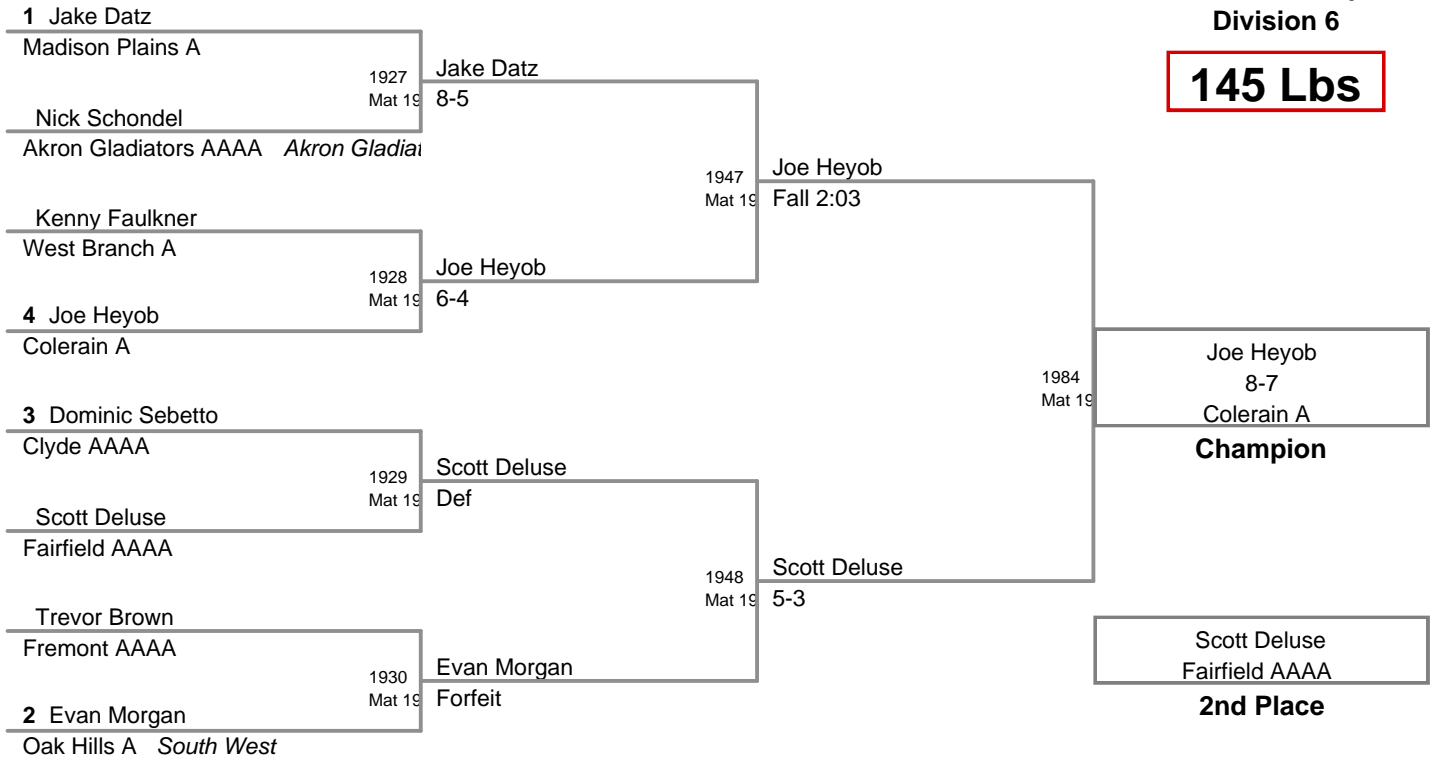 1 Jake Datz
Madison Plains A
1927
Mat 19
Jake Datz
8-5
Nick Schondel
Akron Gladiators AAAA Akron Gladiat
1947
Mat 19
Joe Heyob
Fall 2:03
Kenny Faulkner
West Branch A
1928
Mat 19
Joe Heyob
6-4
4 Joe Heyob
Colerain A
3 Dominic Sebetto
Clyde AAAA
1929
Mat 19
Scott Deluse
Def
Scott Deluse
Fairfield AAAA
1948
Mat 19
Scott Deluse
5-3
Trevor Brown
Fremont AAAA
1930
Mat 19
Evan Morgan
Forfeit
2 Evan Morgan
Oak Hills A South West
1984
Mat 19
Joe Heyob
8-7
Colerain A
Champion
Scott Deluse
Fairfield AAAA
2nd Place
Division 6
145 Lbs